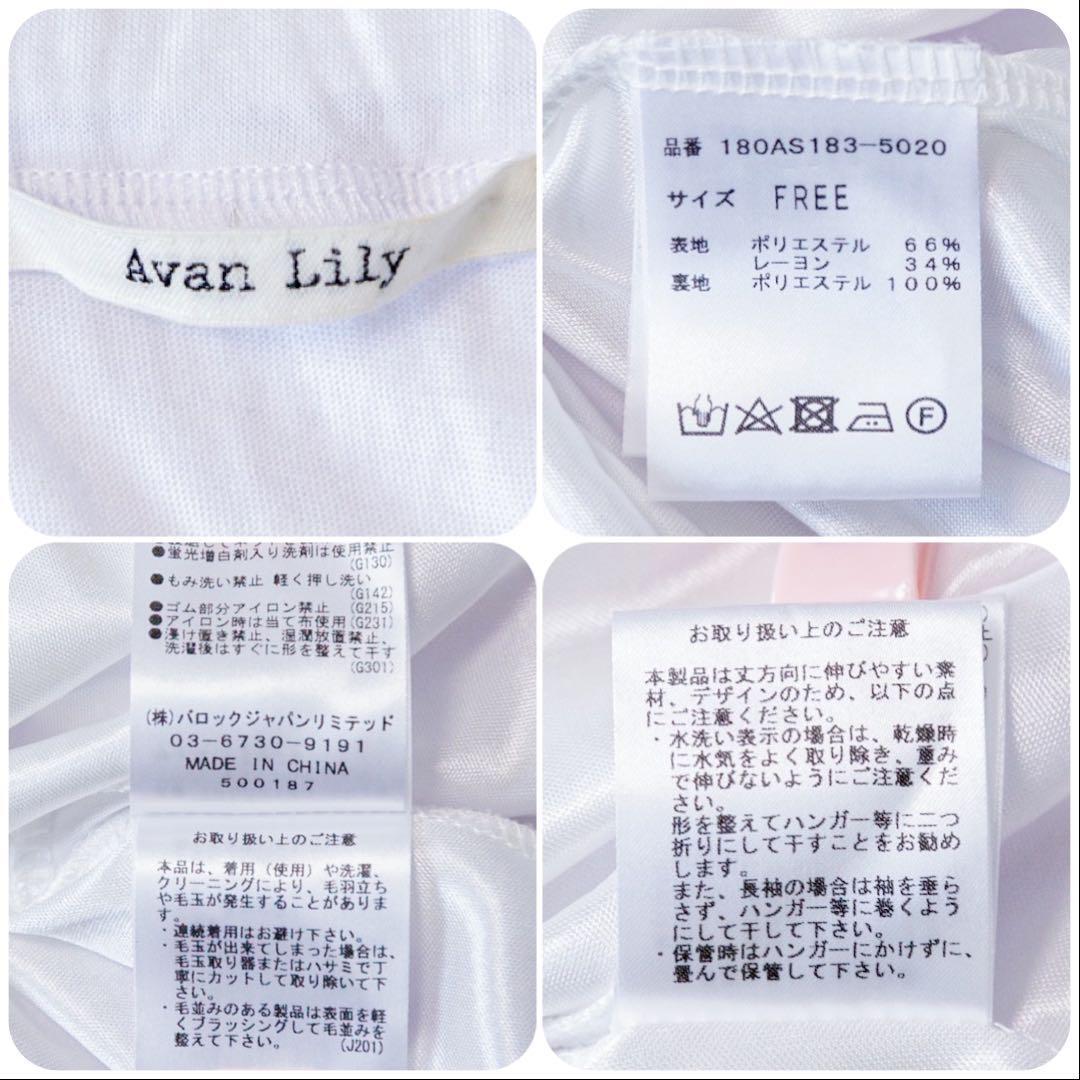 Avan Lily
品番 180AS183-5020
サイズ FREE
表地 ポリエステル 66%
レーヨン 34%
裏地 ポリエステル 100%
F
●蛍光増白剤入り洗剤は使用禁止
(G130)
●もみ洗い禁止 軽く押し洗い
(G142)
●ゴム部分アイロン禁止 (G215)
●アイロン時は当て布使用(G231)
●浸け置き禁止、湿潤放置禁止、
洗濯後はすぐに形を整えて干す
(G301)
(株)バロックジャパンリミテッド
03-6730-9191
MADE IN CHINA
500187
お取り扱い上のご注意
本品は、着用(使用)や洗濯、
クリーニングにより、毛羽立ち
や毛玉が発生することがありま
す。
・連続着用はお避け下さい。
・毛玉が出来てしまった場合は、
毛玉取り器またはハサミで丁
寧にカットして取り除いて下
さい。
・毛並みのある製品は表面を軽
くブラッシングして毛並みを
整えて下さい。
(J201)
お取り扱い上のご注意
本製品は丈方向に伸びやすい素
材、デザインのため、以下の点
にご注意ください。
・水洗い表示の場合は、乾燥時
に水気をよく取り除き、重み
で伸びないようにご注意くだ
さい。
形を整えてハンガー等に二つ
折りにして干すことをお勧め
します。
また、長袖の場合は袖を垂ら
さず、ハンガー等に巻くよう
にして干して下さい。
・保管時はハンガーにかけずに、
畳んで保管して下さい。